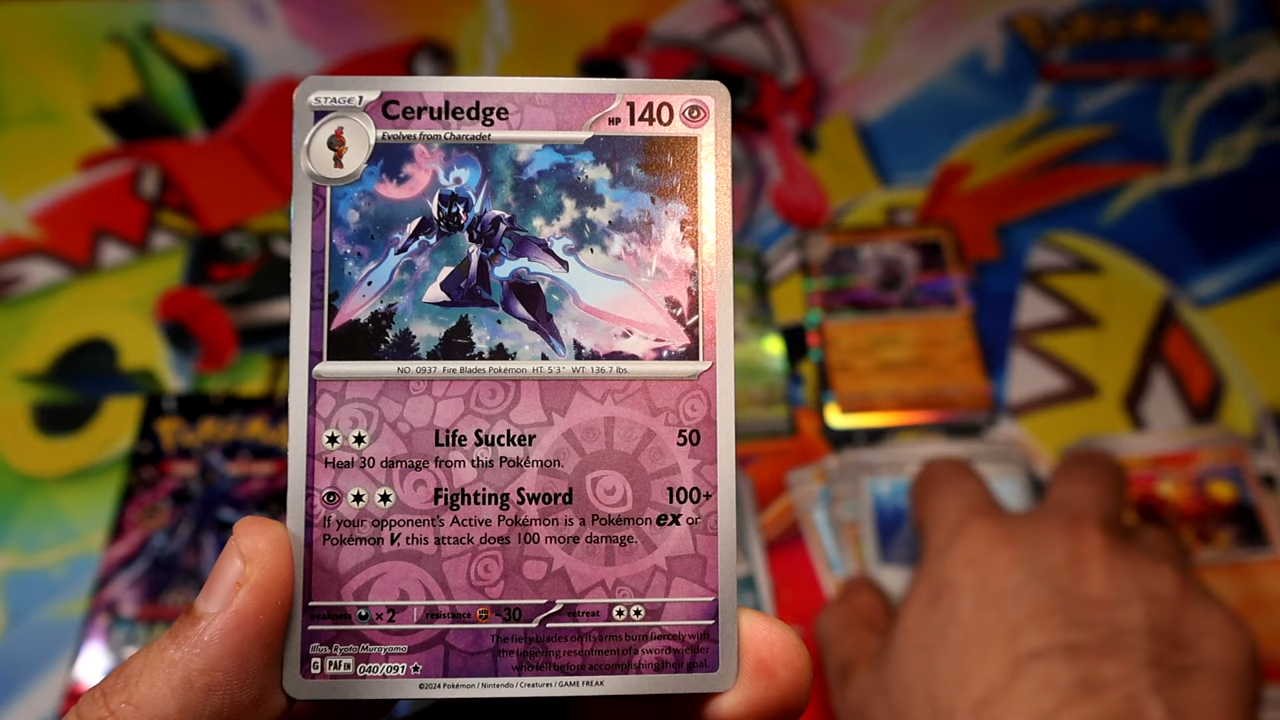 STAGE 1
Ceruledge
HP 140
Evolves from Charcadet
NO. 0937 Fire Blades Pokémon HT: 5'3" WT: 136.7 lbs.
Life Sucker 50
Heal 30 damage from this Pokémon.
Fighting Sword 100+
If your opponent's Active Pokémon is a Pokémon ex or
Pokémon V, this attack does 100 more damage.
weakness ×2 resistance -30 retreat
The fiery blades on its arms burn fiercely with
the lingering resentment of a sword wielder
who fell before accomplishing their goal.
Illus. Ryota Murayama
G PAF EN 040/091
©2024 Pokémon / Nintendo / Creatures / GAME FREAK
Pokémon
Pokémon